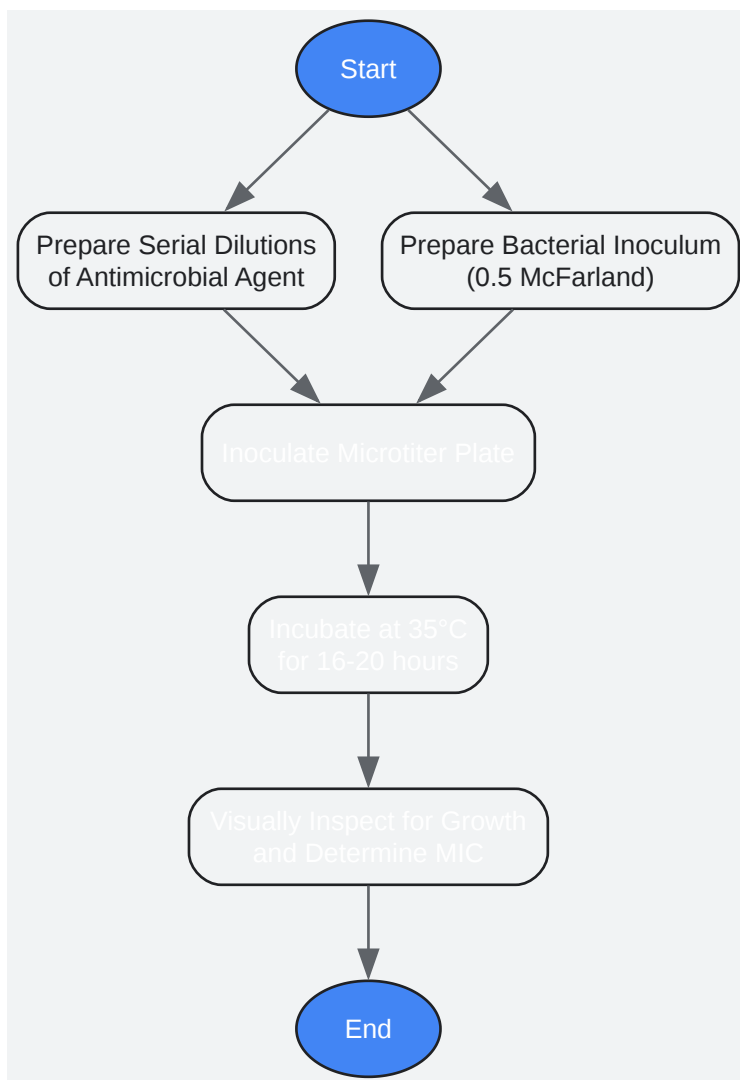 Start
Prepare Serial Dilutions
of Antimicrobial Agent
Prepare Bacterial Inoculum
(0.5 McFarland)
Inoculate Microtiter Plate
Incubate at 35°C
for 16-20 hours
Visually Inspect for Growth
and Determine MIC
End